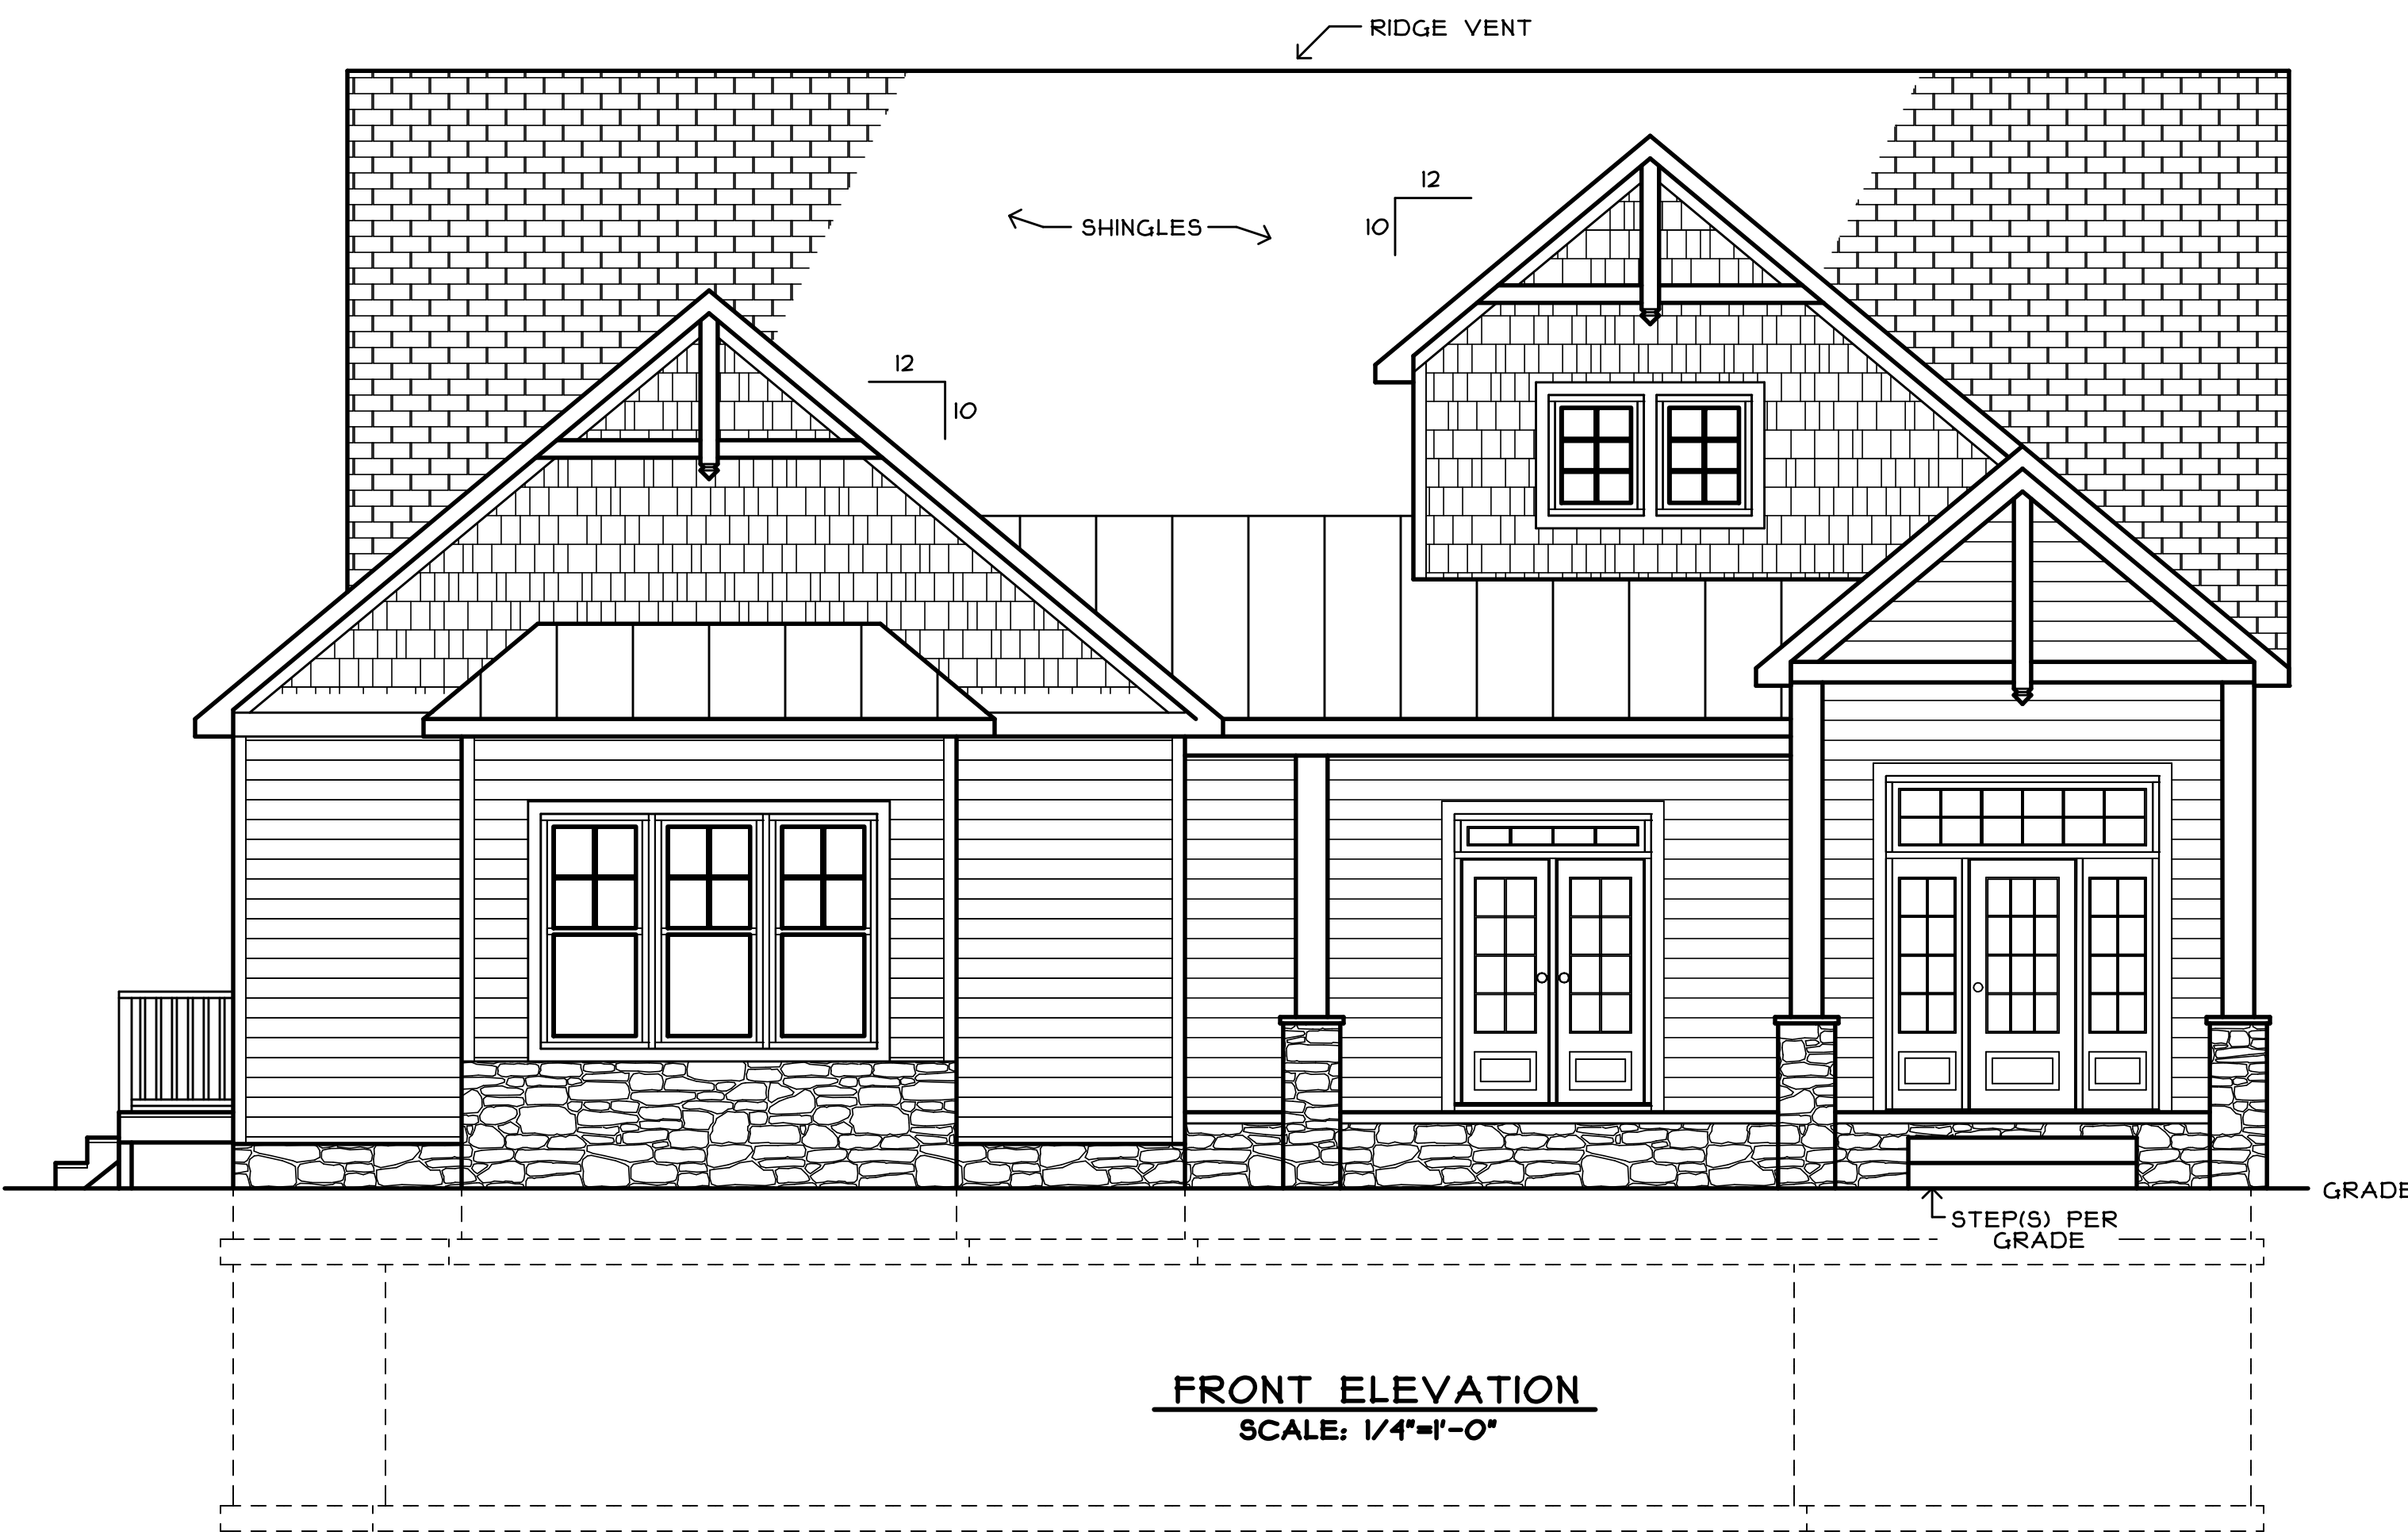 RIDGE VENT
12
10
SHINGLES
12
10
GRADE
STEP(S) PER
GRADE
FRONT ELEVATION
SCALE: 1/4"=1'-0"